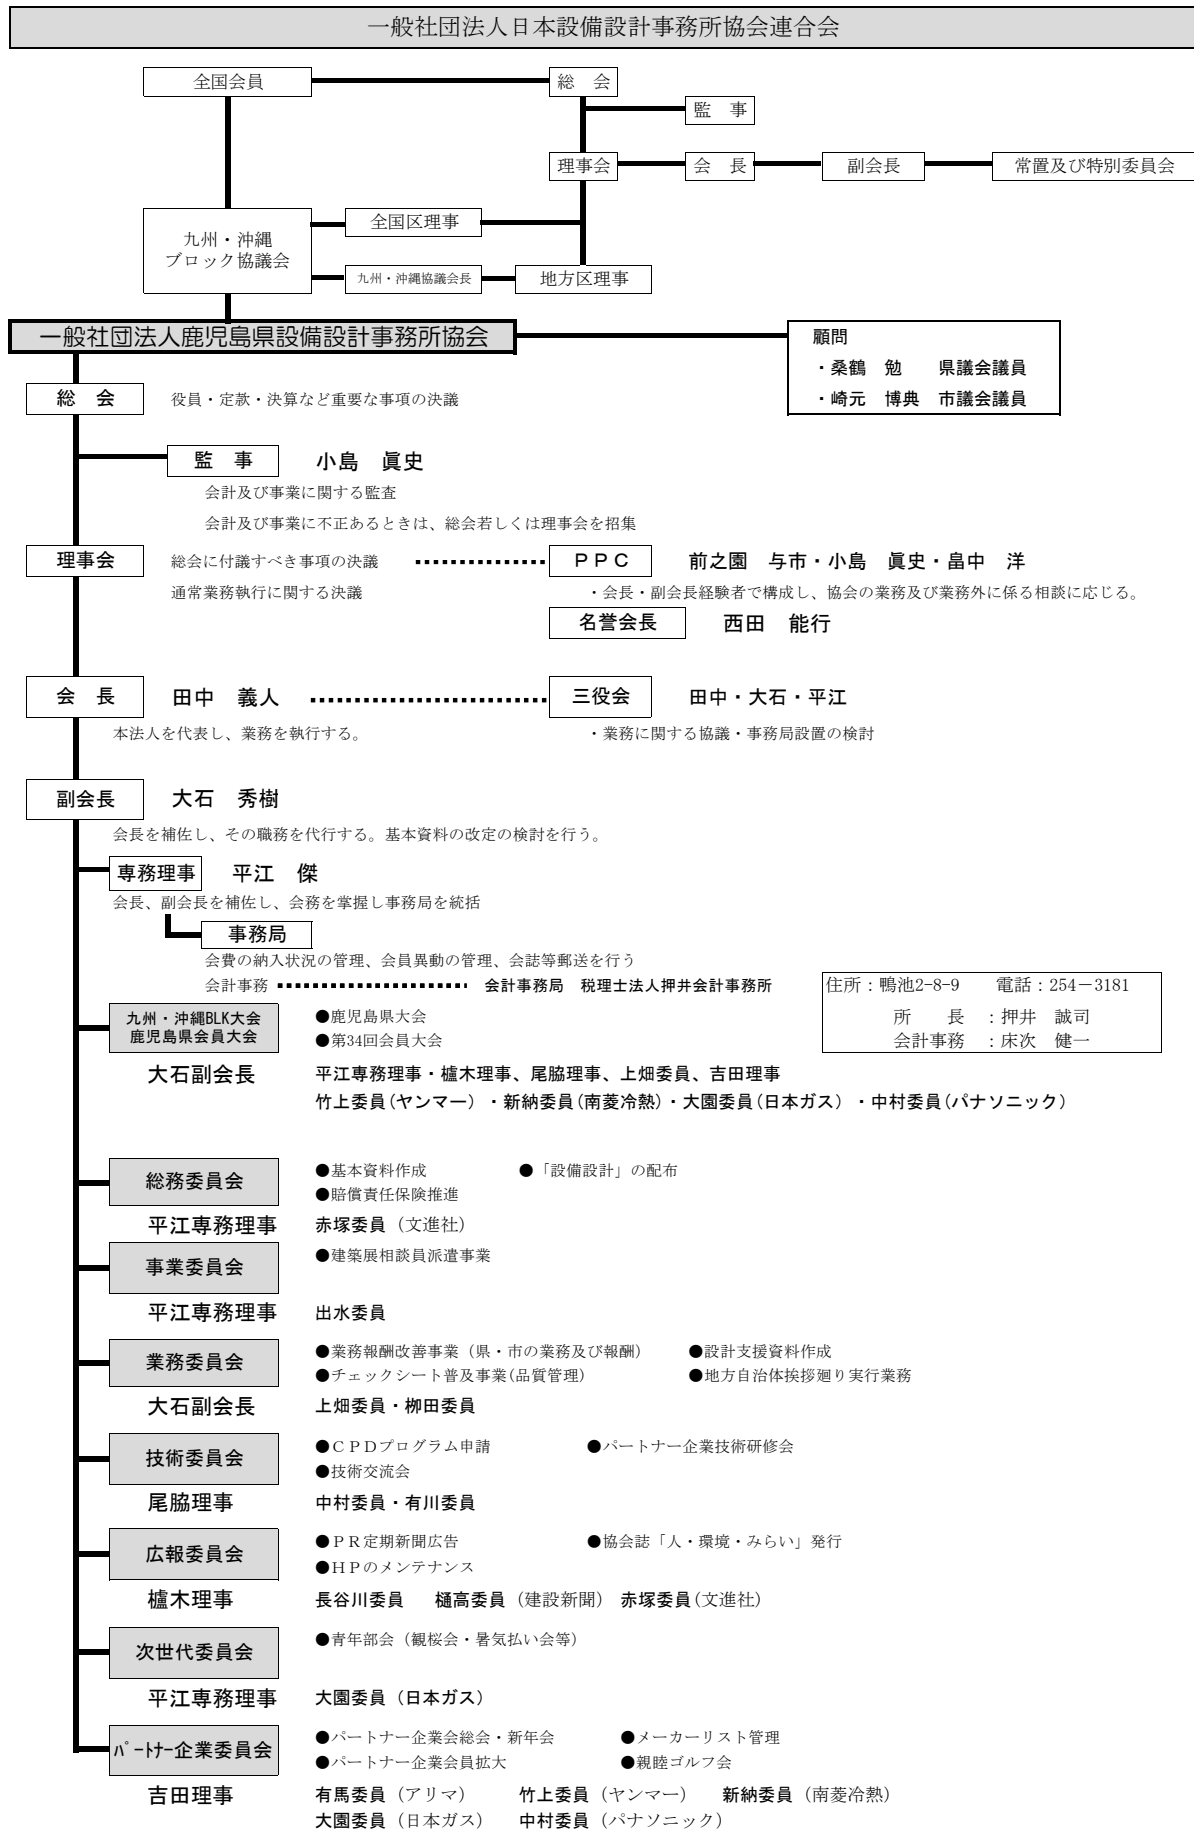 一般社団法人日本設備設計事務所協会連合会
全国会員
総　会
監　事
理事会
会　長
副会長
常置及び特別委員会
九州・沖縄
ブロック協議会
全国区理事
九州・沖縄協議会長
地方区理事
一般社団法人鹿児島県設備設計事務所協会
顧問
・桑鶴　勉　　県議会議員
・崎元　博典　市議会議員
総　会
役員・定款・決算など重要な事項の決議
監　事　小島　眞史
会計及び事業に関する監査
会計及び事業に不正あるときは、総会若しくは理事会を招集
理事会
総会に付議すべき事項の決議
通常業務執行に関する決議
ＰＰＣ　前之園　与市・小島　眞史・畠中　洋
・会長・副会長経験者で構成し、協会の業務及び業務外に係る相談に応じる。
名誉会長　西田　能行
会　長　田中　義人
本法人を代表し、業務を執行する。
三役会　田中・大石・平江
・業務に関する協議・事務局設置の検討
副会長　大石　秀樹
会長を補佐し、その職務を代行する。基本資料の改定の検討を行う。
専務理事　平江　傑
会長、副会長を補佐し、会務を掌握し事務局を統括
事務局
会費の納入状況の管理、会員異動の管理、会誌等郵送を行う
会計事務　会計事務局　税理士法人押井会計事務所
住所：鴨池2-8-9　電話：254－3181
所　　長　：押井　誠司
会計事務　：床次　健一
九州・沖縄BLK大会
鹿児島県会員大会
●鹿児島県大会
●第34回会員大会
大石副会長　平江専務理事・櫨木理事、尾脇理事、上畑委員、吉田理事
竹上委員(ヤンマー）・新納委員(南菱冷熱)・大園委員(日本ガス）・中村委員(パナソニック）
総務委員会
●基本資料作成　●「設備設計」の配布
●賠償責任保険推進
平江専務理事　赤塚委員（文進社）
事業委員会
●建築展相談員派遣事業
平江専務理事　出水委員
業務委員会
●業務報酬改善事業（県・市の業務及び報酬）　●設計支援資料作成
●チェックシート普及事業(品質管理）　●地方自治体挨拶廻り実行業務
大石副会長　上畑委員・栁田委員
技術委員会
●ＣＰＤプログラム申請　●パートナー企業技術研修会
●技術交流会
尾脇理事　中村委員・有川委員
広報委員会
●ＰＲ定期新聞広告　●協会誌「人・環境・みらい」発行
●ＨＰのメンテナンス
櫨木理事　長谷川委員　樋高委員（建設新聞）　赤塚委員(文進社）
次世代委員会
●青年部会（観桜会・暑気払い会等）
平江専務理事　大園委員（日本ガス）
ﾊﾟｰﾄﾅｰ企業委員会
●パートナー企業会総会・新年会　●メーカーリスト管理
●パートナー企業会員拡大　●親睦ゴルフ会
吉田理事　有馬委員（アリマ）　竹上委員（ヤンマー）　新納委員（南菱冷熱）
大園委員（日本ガス）　中村委員（パナソニック）